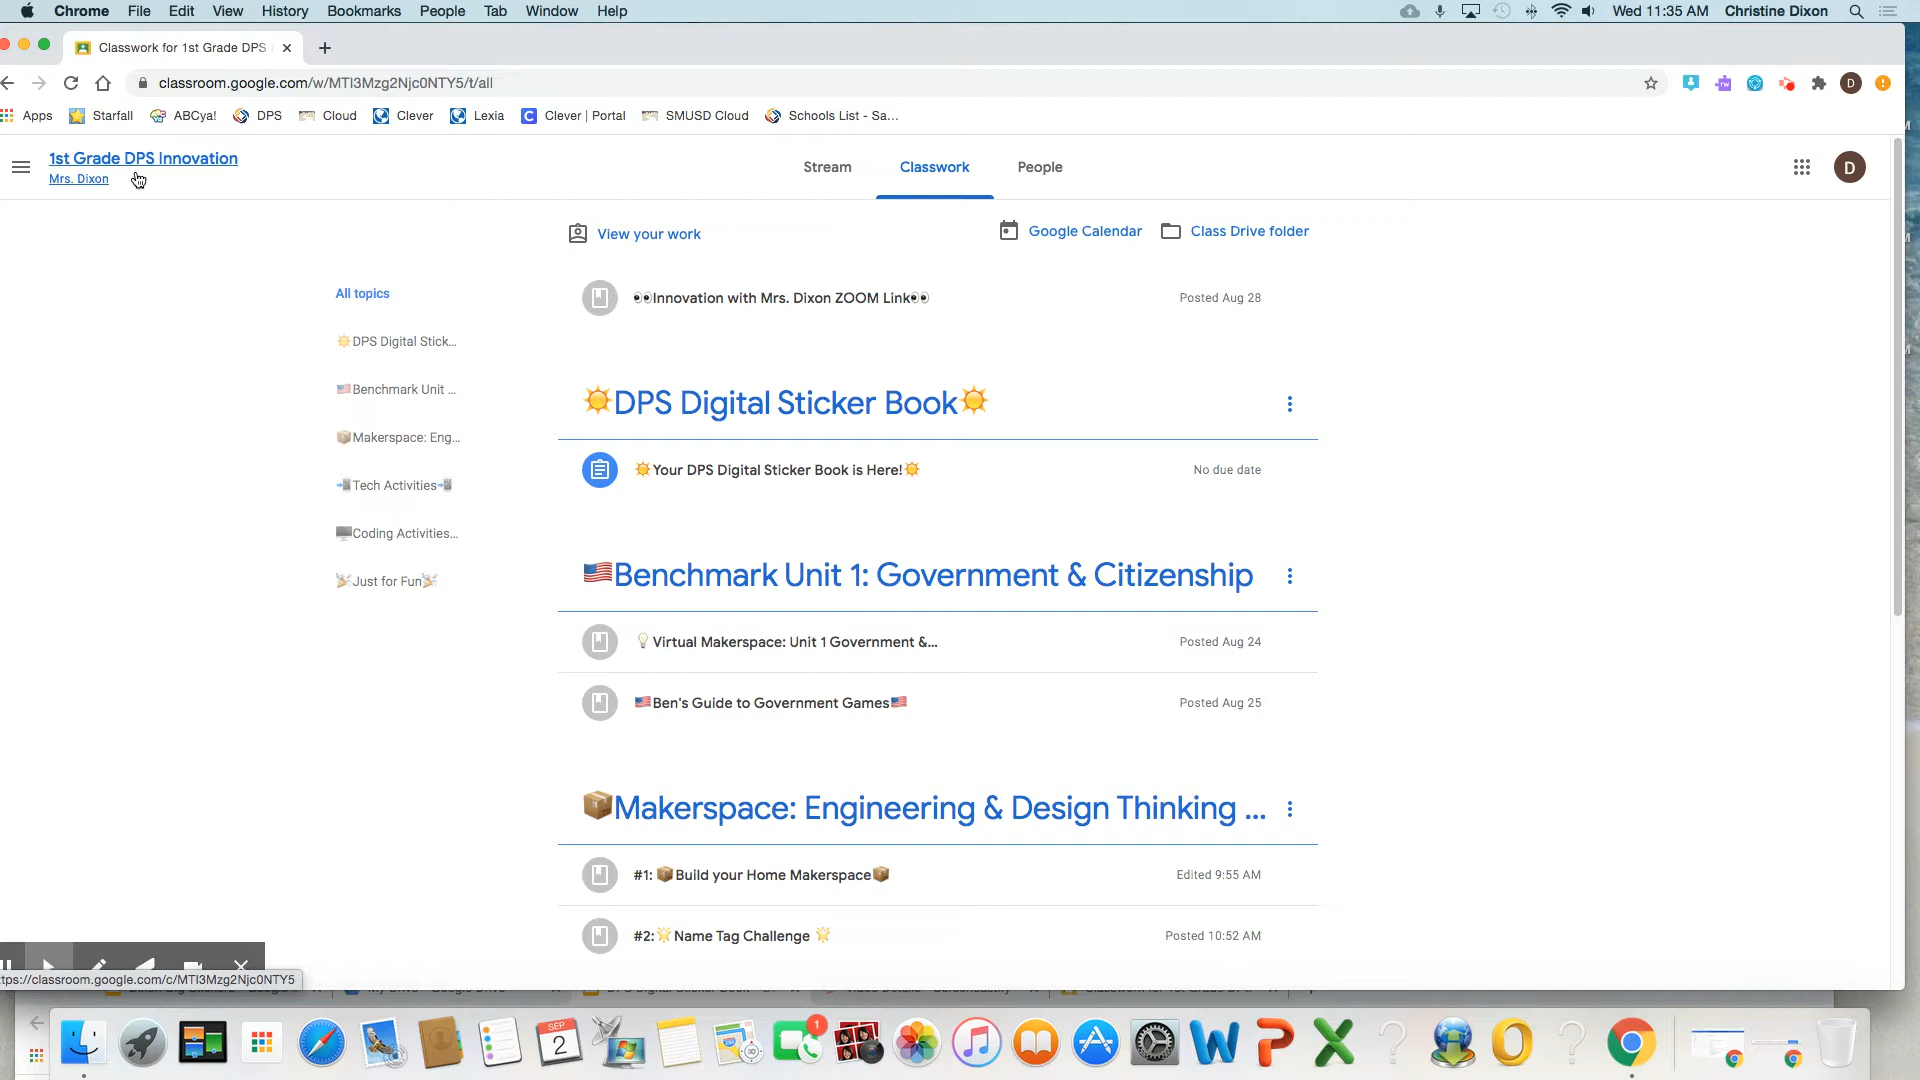 Chrome File Edit View History Bookmarks People Tab Window Help Wed 11:35 AM Christine Dixon
Classwork for 1st Grade DPS
classroom.google.com/w/MTI3Mzg2Njc0NTY5/t/all D
Apps Starfall ABCya! DPS Cloud Clever Lexia Clever | Portal SMUSD Cloud Schools List - Sa...
1st Grade DPS Innovation
Mrs. Dixon
Stream Classwork People D
View your work Google Calendar Class Drive folder
👀Innovation with Mrs. Dixon ZOOM Link👀 Posted Aug 28
All topics
☀️DPS Digital Stick...
🇺🇸Benchmark Unit ...
📦Makerspace: Eng...
📲Tech Activities📲
🖥️Coding Activities...
🎉Just for Fun🎉
☀️DPS Digital Sticker Book☀️
☀️Your DPS Digital Sticker Book is Here!☀️ No due date
🇺🇸Benchmark Unit 1: Government & Citizenship
💡Virtual Makerspace: Unit 1 Government &... Posted Aug 24
🇺🇸Ben's Guide to Government Games🇺🇸 Posted Aug 25
📦Makerspace: Engineering & Design Thinking ...
#1: 📦Build your Home Makerspace📦 Edited 9:55 AM
#2:🌟Name Tag Challenge 🌟 Posted 10:52 AM
tps://classroom.google.com/c/MTI3Mzg2Njc0NTY5
SEP
2
3D
1